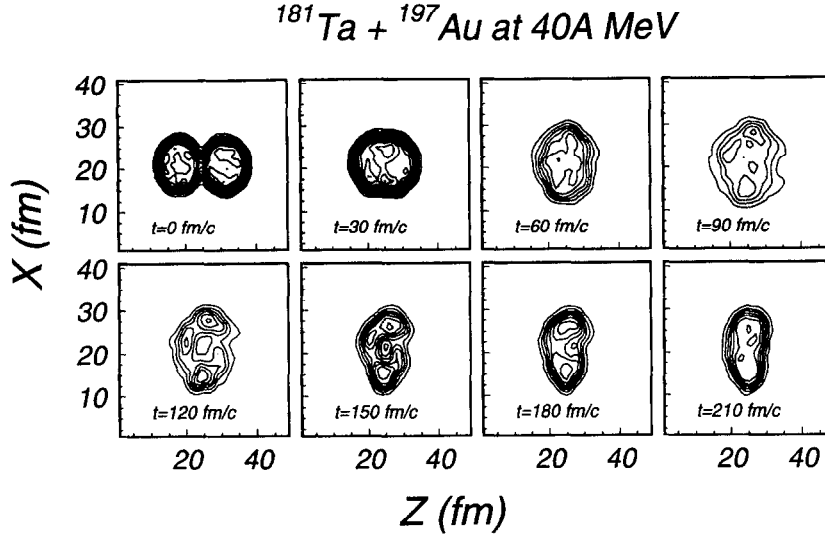 181Ta + 197Au at 40A MeV
X (fm)
40
30
20
10
t=0 fm/c
t=30 fm/c
t=60 fm/c
t=90 fm/c
40
30
20
10
t=120 fm/c
t=150 fm/c
t=180 fm/c
t=210 fm/c
20 40 20 40 20 40 20 40
Z (fm)